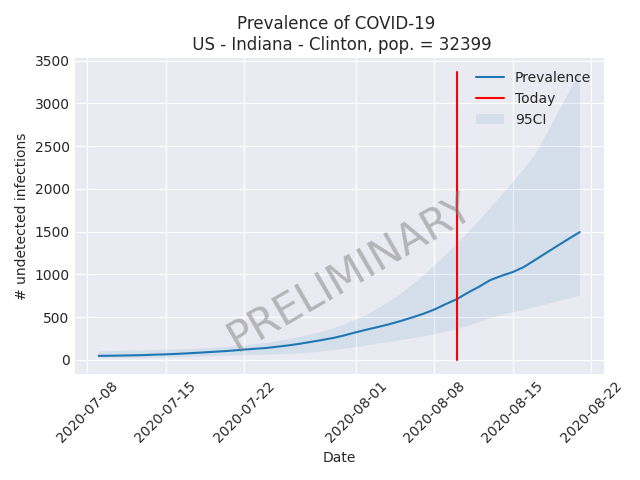 Prevalence of COVID-19
US - Indiana - Clinton, pop. = 32399
3500
3000
2500
2000
1500
1000
500
0
# undetected infections
Prevalence
Today
95CI
PRELIMINARY
2020-07-08
2020-07-15
2020-07-22
2020-08-01
2020-08-08
2020-08-15
2020-08-22
Date